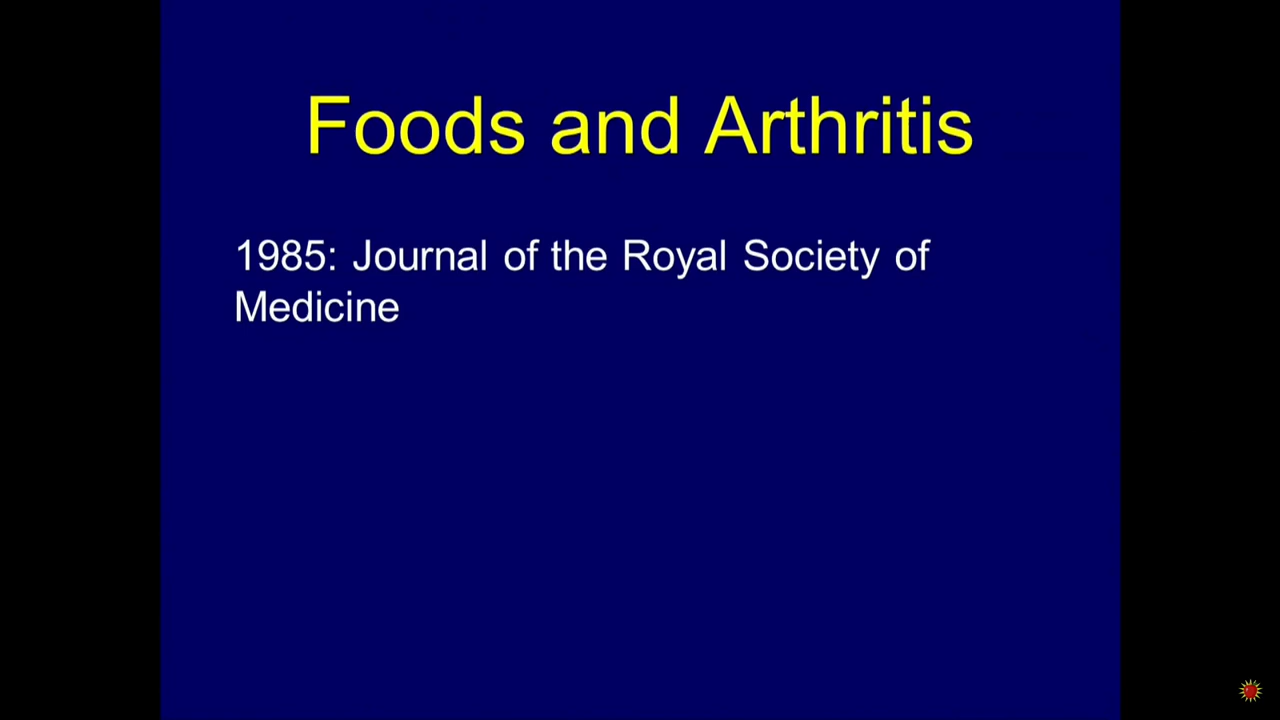 Foods and Arthritis
1985: Journal of the Royal Society of
Medicine